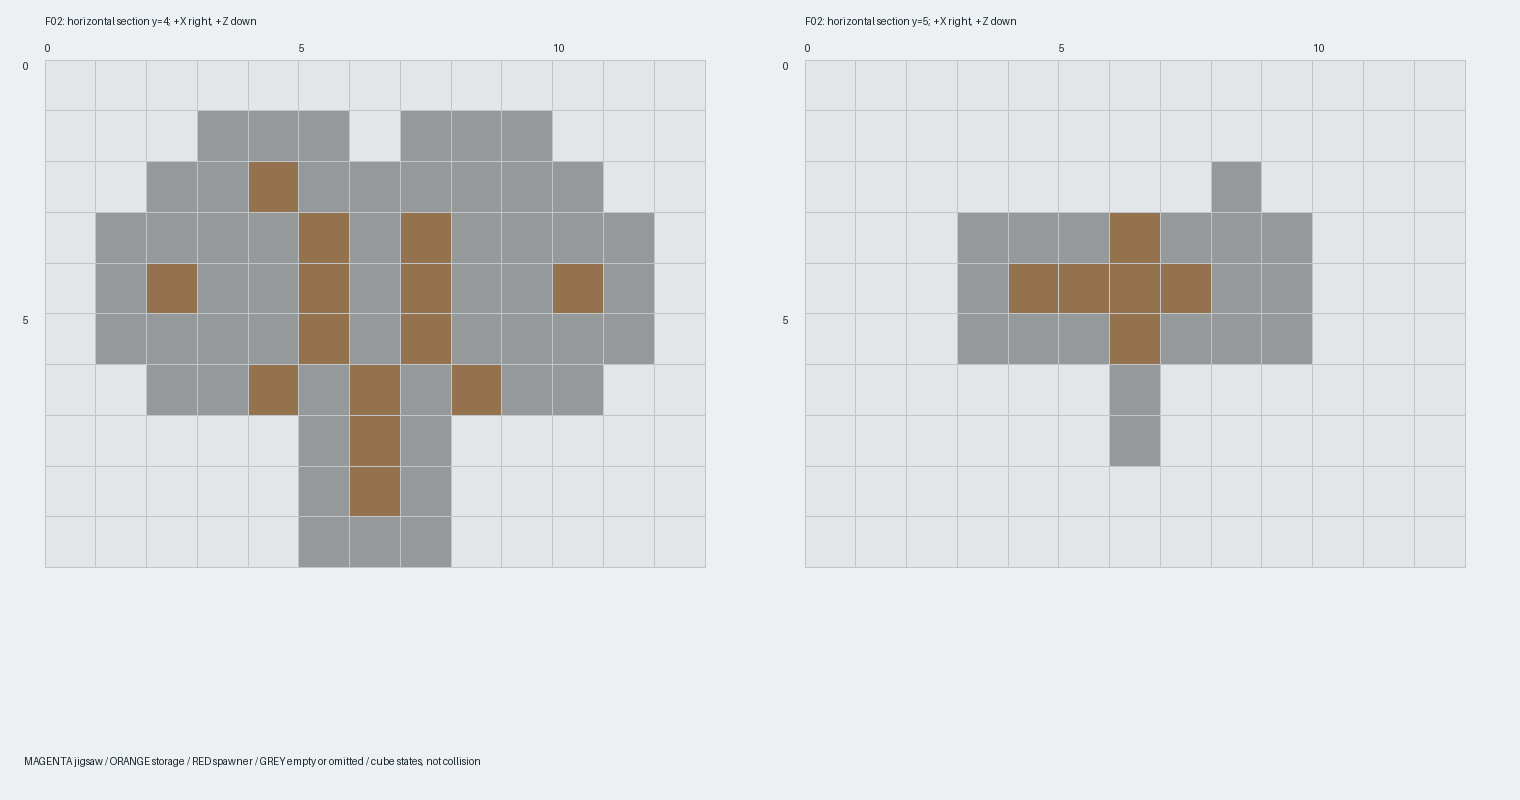 F02: horizontal section y=4; +X right, +Z down
F02: horizontal section y=5; +X right, +Z down
0 5 10
0 5 10
0
0
5
5
MAGENTA jigsaw / ORANGE storage / RED spawner / GREY empty or omitted / cube states, not collision